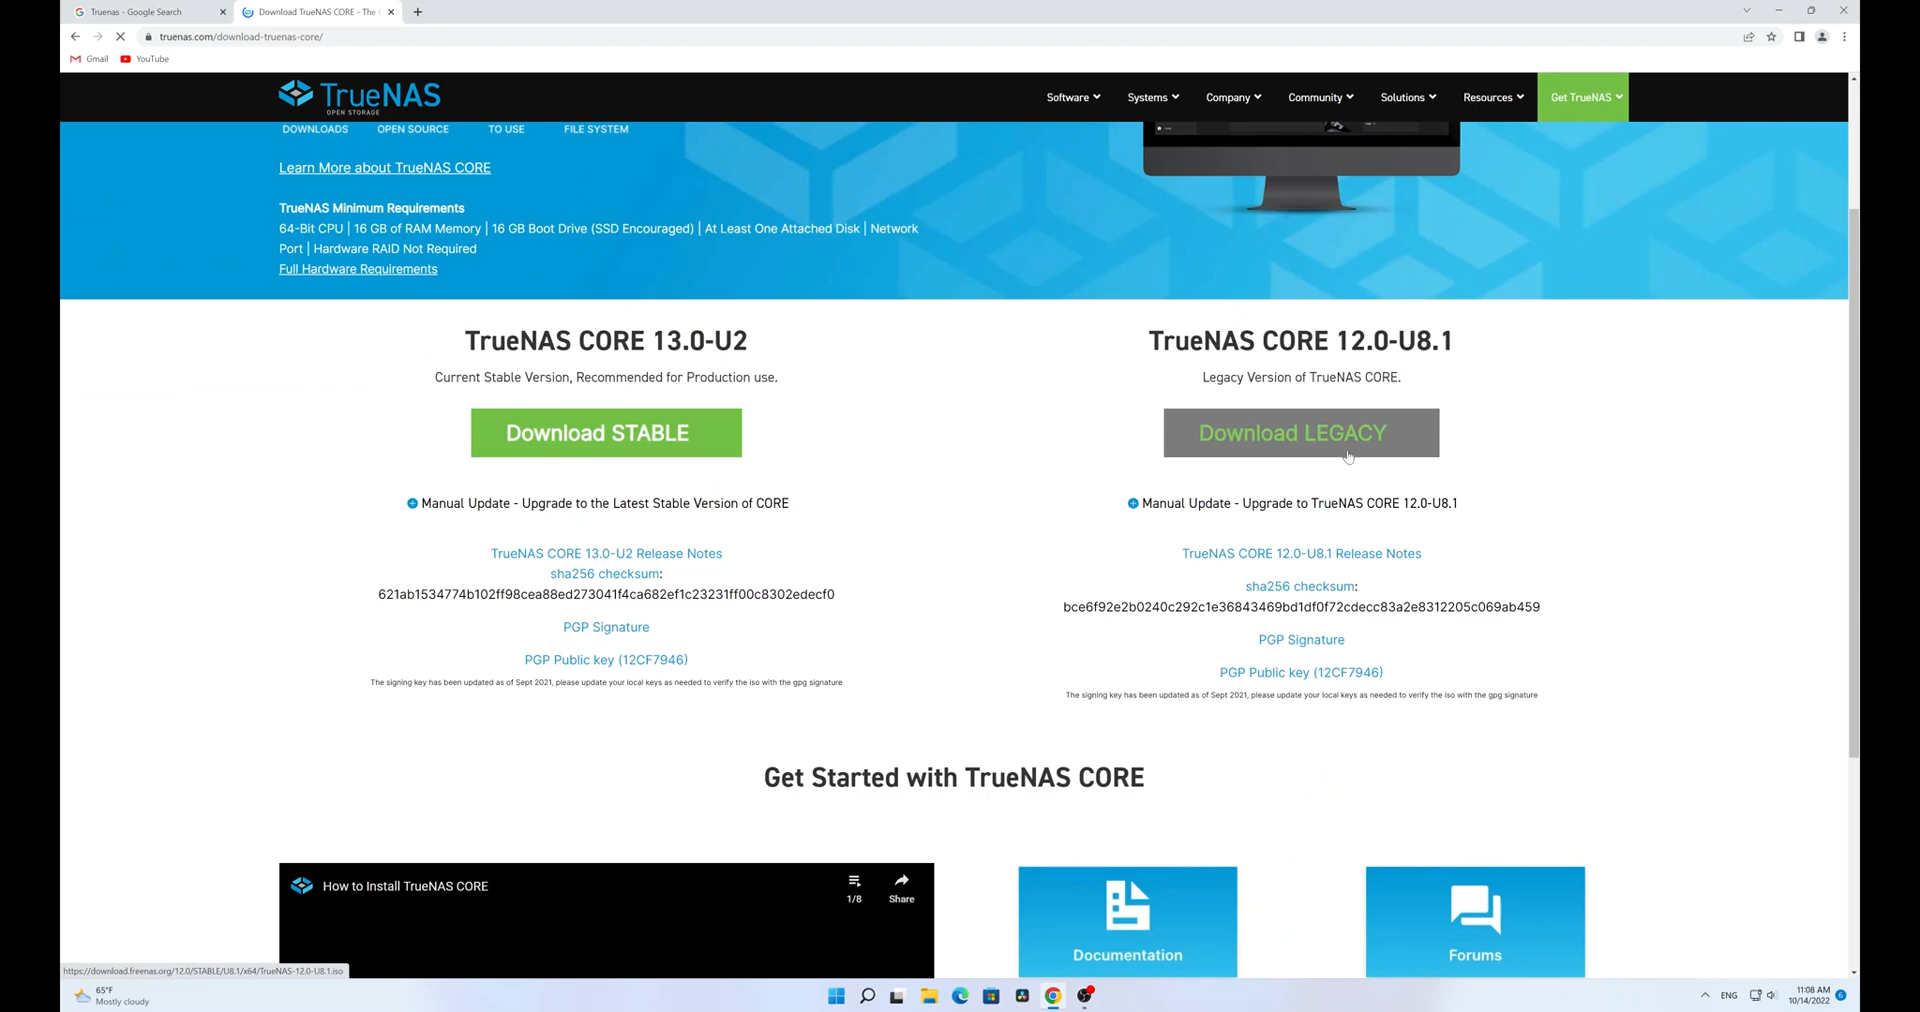 Truenas - Google Search
Download TrueNAS CORE - The
truenas.com/download-truenas-core/
Gmail
YouTube
TrueNAS
OPEN STORAGE
Software
Systems
Company
Community
Solutions
Resources
Get TrueNAS
DOWNLOADS
OPEN SOURCE
TO USE
FILE SYSTEM
Learn More about TrueNAS CORE
TrueNAS Minimum Requirements
64-Bit CPU | 16 GB of RAM Memory | 16 GB Boot Drive (SSD Encouraged) | At Least One Attached Disk | Network
Port | Hardware RAID Not Required
Full Hardware Requirements
TrueNAS CORE 13.0-U2
Current Stable Version, Recommended for Production use.
Download STABLE
Manual Update - Upgrade to the Latest Stable Version of CORE
TrueNAS CORE 13.0-U2 Release Notes
sha256 checksum:
621ab1534774b102ff98cea88ed273041f4ca682ef1c23231ff00c8302edecf0
PGP Signature
PGP Public key (12CF7946)
The signing key has been updated as of Sept 2021, please update your local keys as needed to verify the iso with the gpg signature
TrueNAS CORE 12.0-U8.1
Legacy Version of TrueNAS CORE.
Download LEGACY
Manual Update - Upgrade to TrueNAS CORE 12.0-U8.1
TrueNAS CORE 12.0-U8.1 Release Notes
sha256 checksum:
bce6f92e2b0240c292c1e36843469bd1df0f72cdecc83a2e8312205c069ab459
PGP Signature
PGP Public key (12CF7946)
The signing key has been updated as of Sept 2021, please update your local keys as needed to verify the iso with the gpg signature
Get Started with TrueNAS CORE
How to Install TrueNAS CORE
1/8
Share
Documentation
Forums
https://download.freenas.org/12.0/STABLE/U8.1/x64/TrueNAS-12.0-U8.1.iso
65°F
Mostly cloudy
ENG
11:08 AM
10/14/2022
6